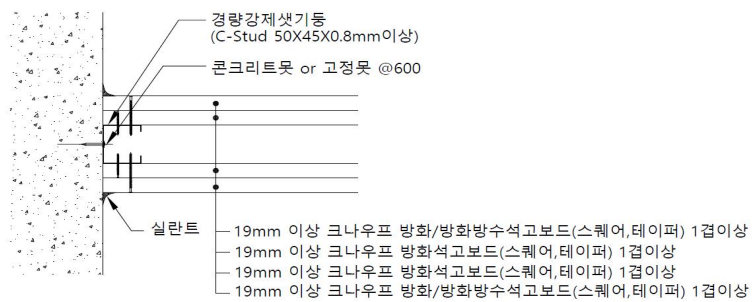 경량강제샛기둥
(C-Stud 50X45X0.8mm이상)
콘크리트못 or 고정못 @600
실란트
19mm 이상 크나우프 방화/방화방수석고보드(스퀘어,테이퍼) 1겹이상
19mm 이상 크나우프 방화석고보드(스퀘어,테이퍼) 1겹이상
19mm 이상 크나우프 방화석고보드(스퀘어,테이퍼) 1겹이상
19mm 이상 크나우프 방화/방화방수석고보드(스퀘어,테이퍼) 1겹이상